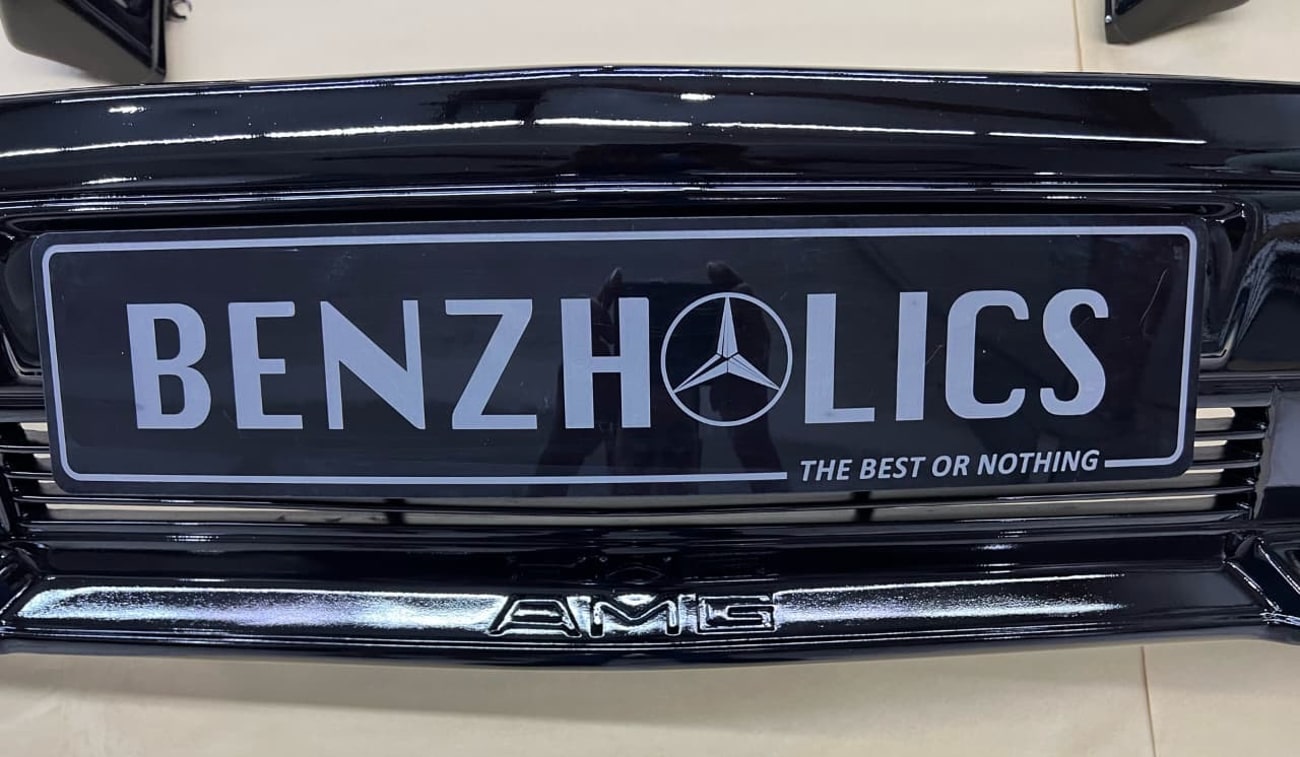 BENZHOLICS
THE BEST OR NOTHING
AMG